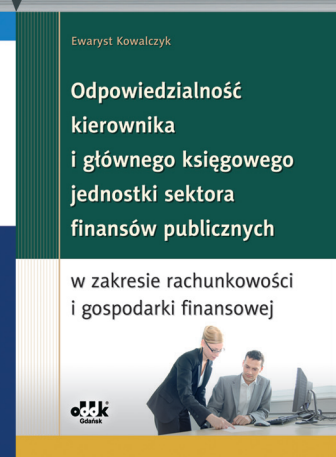 Ewaryst Kowalczyk
Odpowiedzialność
kierownika
i głównego księgowego
jednostki sektora
finansów publicznych
w zakresie rachunkowości
i gospodarki finansowej
oddk
Gdańsk